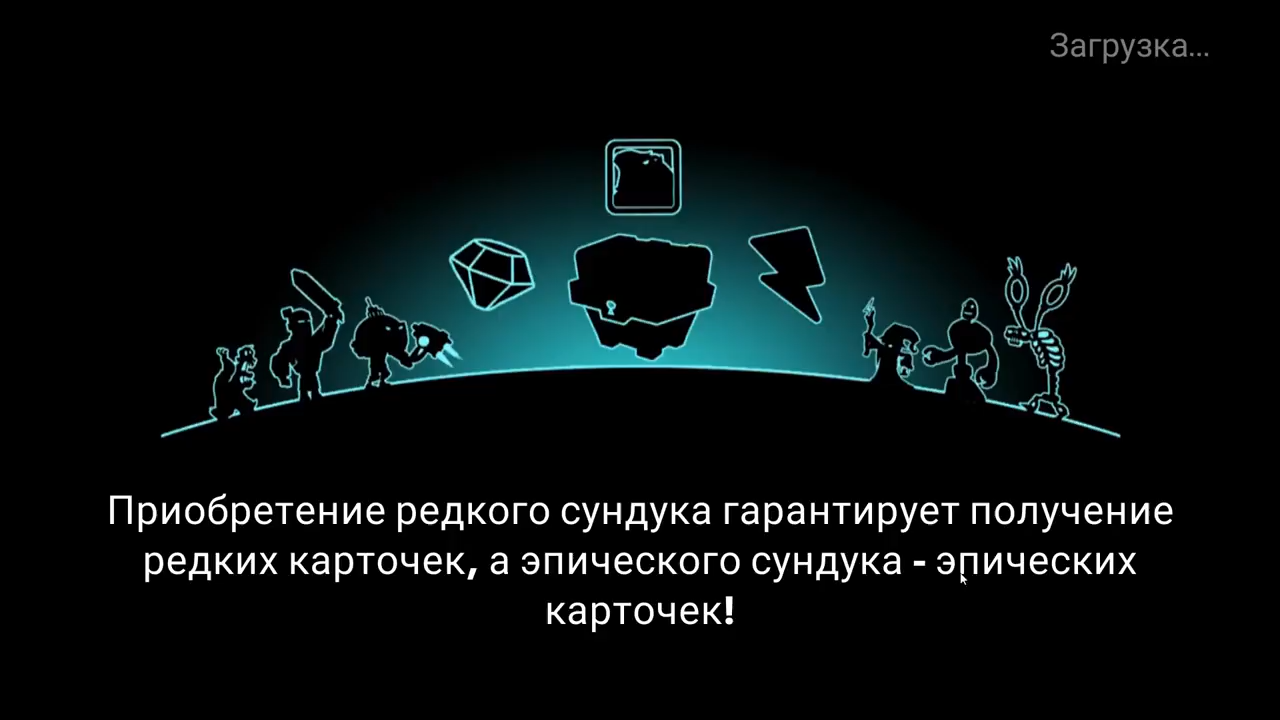 Загрузка...
Приобретение редкого сундука гарантирует получение
редких карточек, а эпического сундука - эпических
карточек!